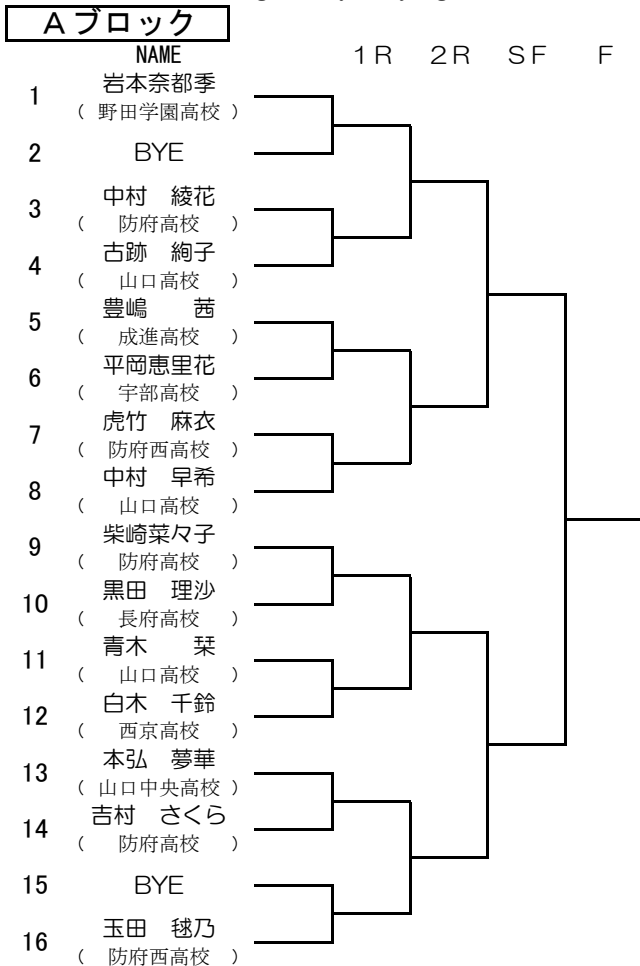 Aブロック
NAME 1R 2R SF F
1 岩本奈都季
( 野田学園高校 )
2 BYE
3 中村 綾花
( 防府高校 )
4 古跡 絢子
( 山口高校 )
5 豊嶋 茜
( 成進高校 )
6 平岡恵里花
( 宇部高校 )
7 虎竹 麻衣
( 防府西高校 )
8 中村 早希
( 山口高校 )
9 柴崎菜々子
( 防府高校 )
10 黒田 理沙
( 長府高校 )
11 青木 栞
( 山口高校 )
12 白木 千鈴
( 西京高校 )
13 本弘 夢華
( 山口中央高校 )
14 吉村 さくら
( 防府高校 )
15 BYE
16 玉田 毬乃
( 防府西高校 )